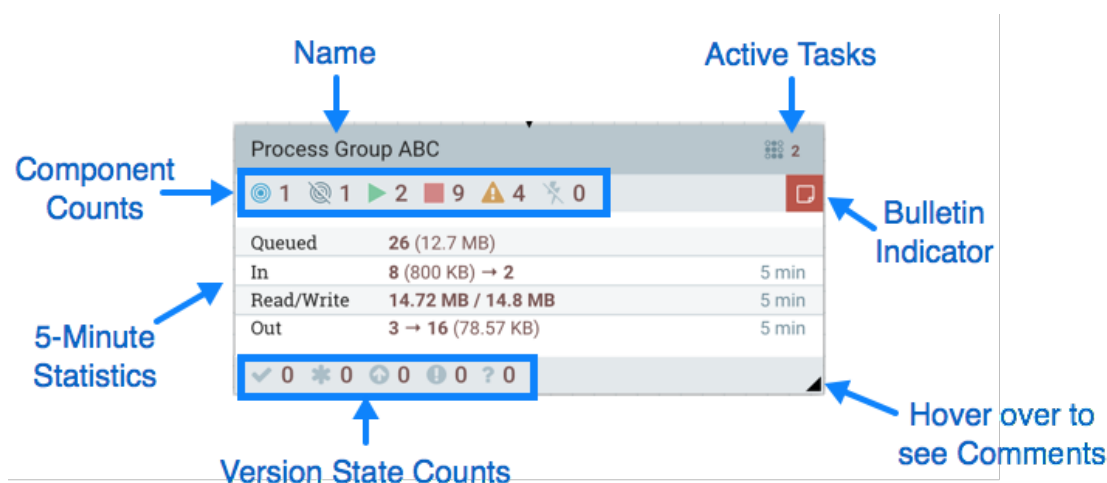 Name
Active Tasks
Process Group ABC
2
Component
Counts
1 1 2 9 4 0
Bulletin
Indicator
Queued 26 (12.7 MB)
In 8 (800 KB) → 2 5 min
Read/Write 14.72 MB / 14.8 MB 5 min
Out 3 → 16 (78.57 KB) 5 min
5-Minute
Statistics
0 0 0 0 ? 0
Hover over to
see Comments
Version State Counts